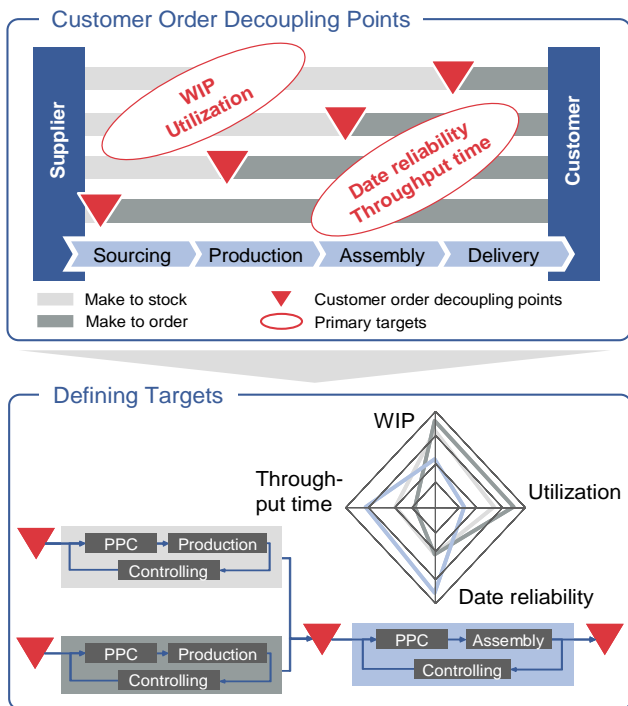 Customer Order Decoupling Points
Supplier
WIP
Utilization
Date reliability
Throughput time
Customer
Sourcing
Production
Assembly
Delivery
Make to stock
Customer order decoupling points
Make to order
Primary targets
Defining Targets
WIP
Through-
put time
Utilization
Date reliability
PPC
Production
Controlling
PPC
Production
Controlling
PPC
Assembly
Controlling